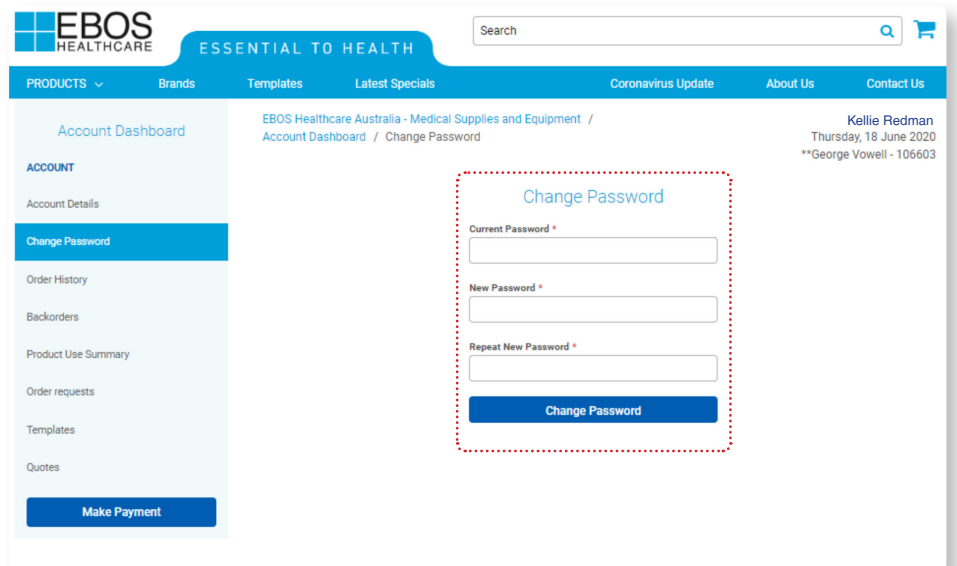 EBOS
HEALTHCARE
ESSENTIAL TO HEALTH
Search
PRODUCTS Brands Templates Latest Specials Coronavirus Update About Us Contact Us
Account Dashboard
ACCOUNT
Account Details
Change Password
Order History
Backorders
Product Use Summary
Order requests
Templates
Quotes
Make Payment
EBOS Healthcare Australia - Medical Supplies and Equipment /
Account Dashboard / Change Password
Kellie Redman
Thursday, 18 June 2020
**George Vowell - 106603
Change Password
Current Password *
New Password *
Repeat New Password *
Change Password